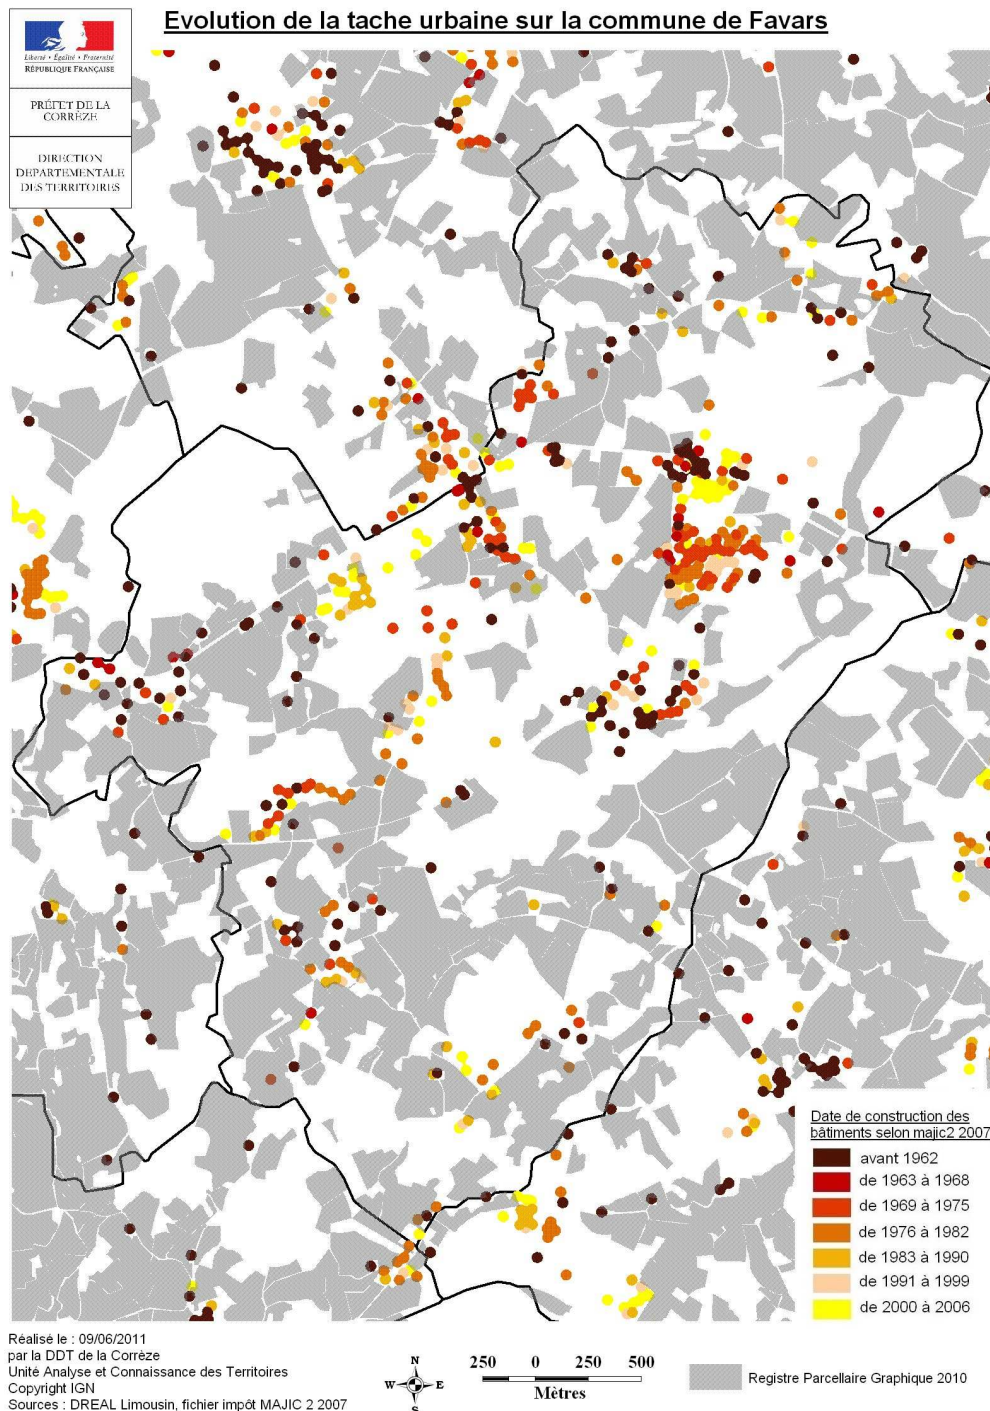 Evolution de la tache urbaine sur la commune de Favars
Liberté • Égalité • Fraternité
RÉPUBLIQUE FRANÇAISE
PRÉFET DE LA
CORRÈZE
DIRECTION
DEPARTEMENTALE
DES TERRITOIRES
Date de construction des
bâtiments selon majic2 2007
avant 1962
de 1963 à 1968
de 1969 à 1975
de 1976 à 1982
de 1983 à 1990
de 1991 à 1999
de 2000 à 2006
Réalisé le : 09/06/2011
par la DDT de la Corrèze
Unité Analyse et Connaissance des Territoires
Copyright IGN
Sources : DREAL Limousin, fichier impôt MAJIC 2 2007
N
W E
S
250 0 250 500
Mètres
Registre Parcellaire Graphique 2010